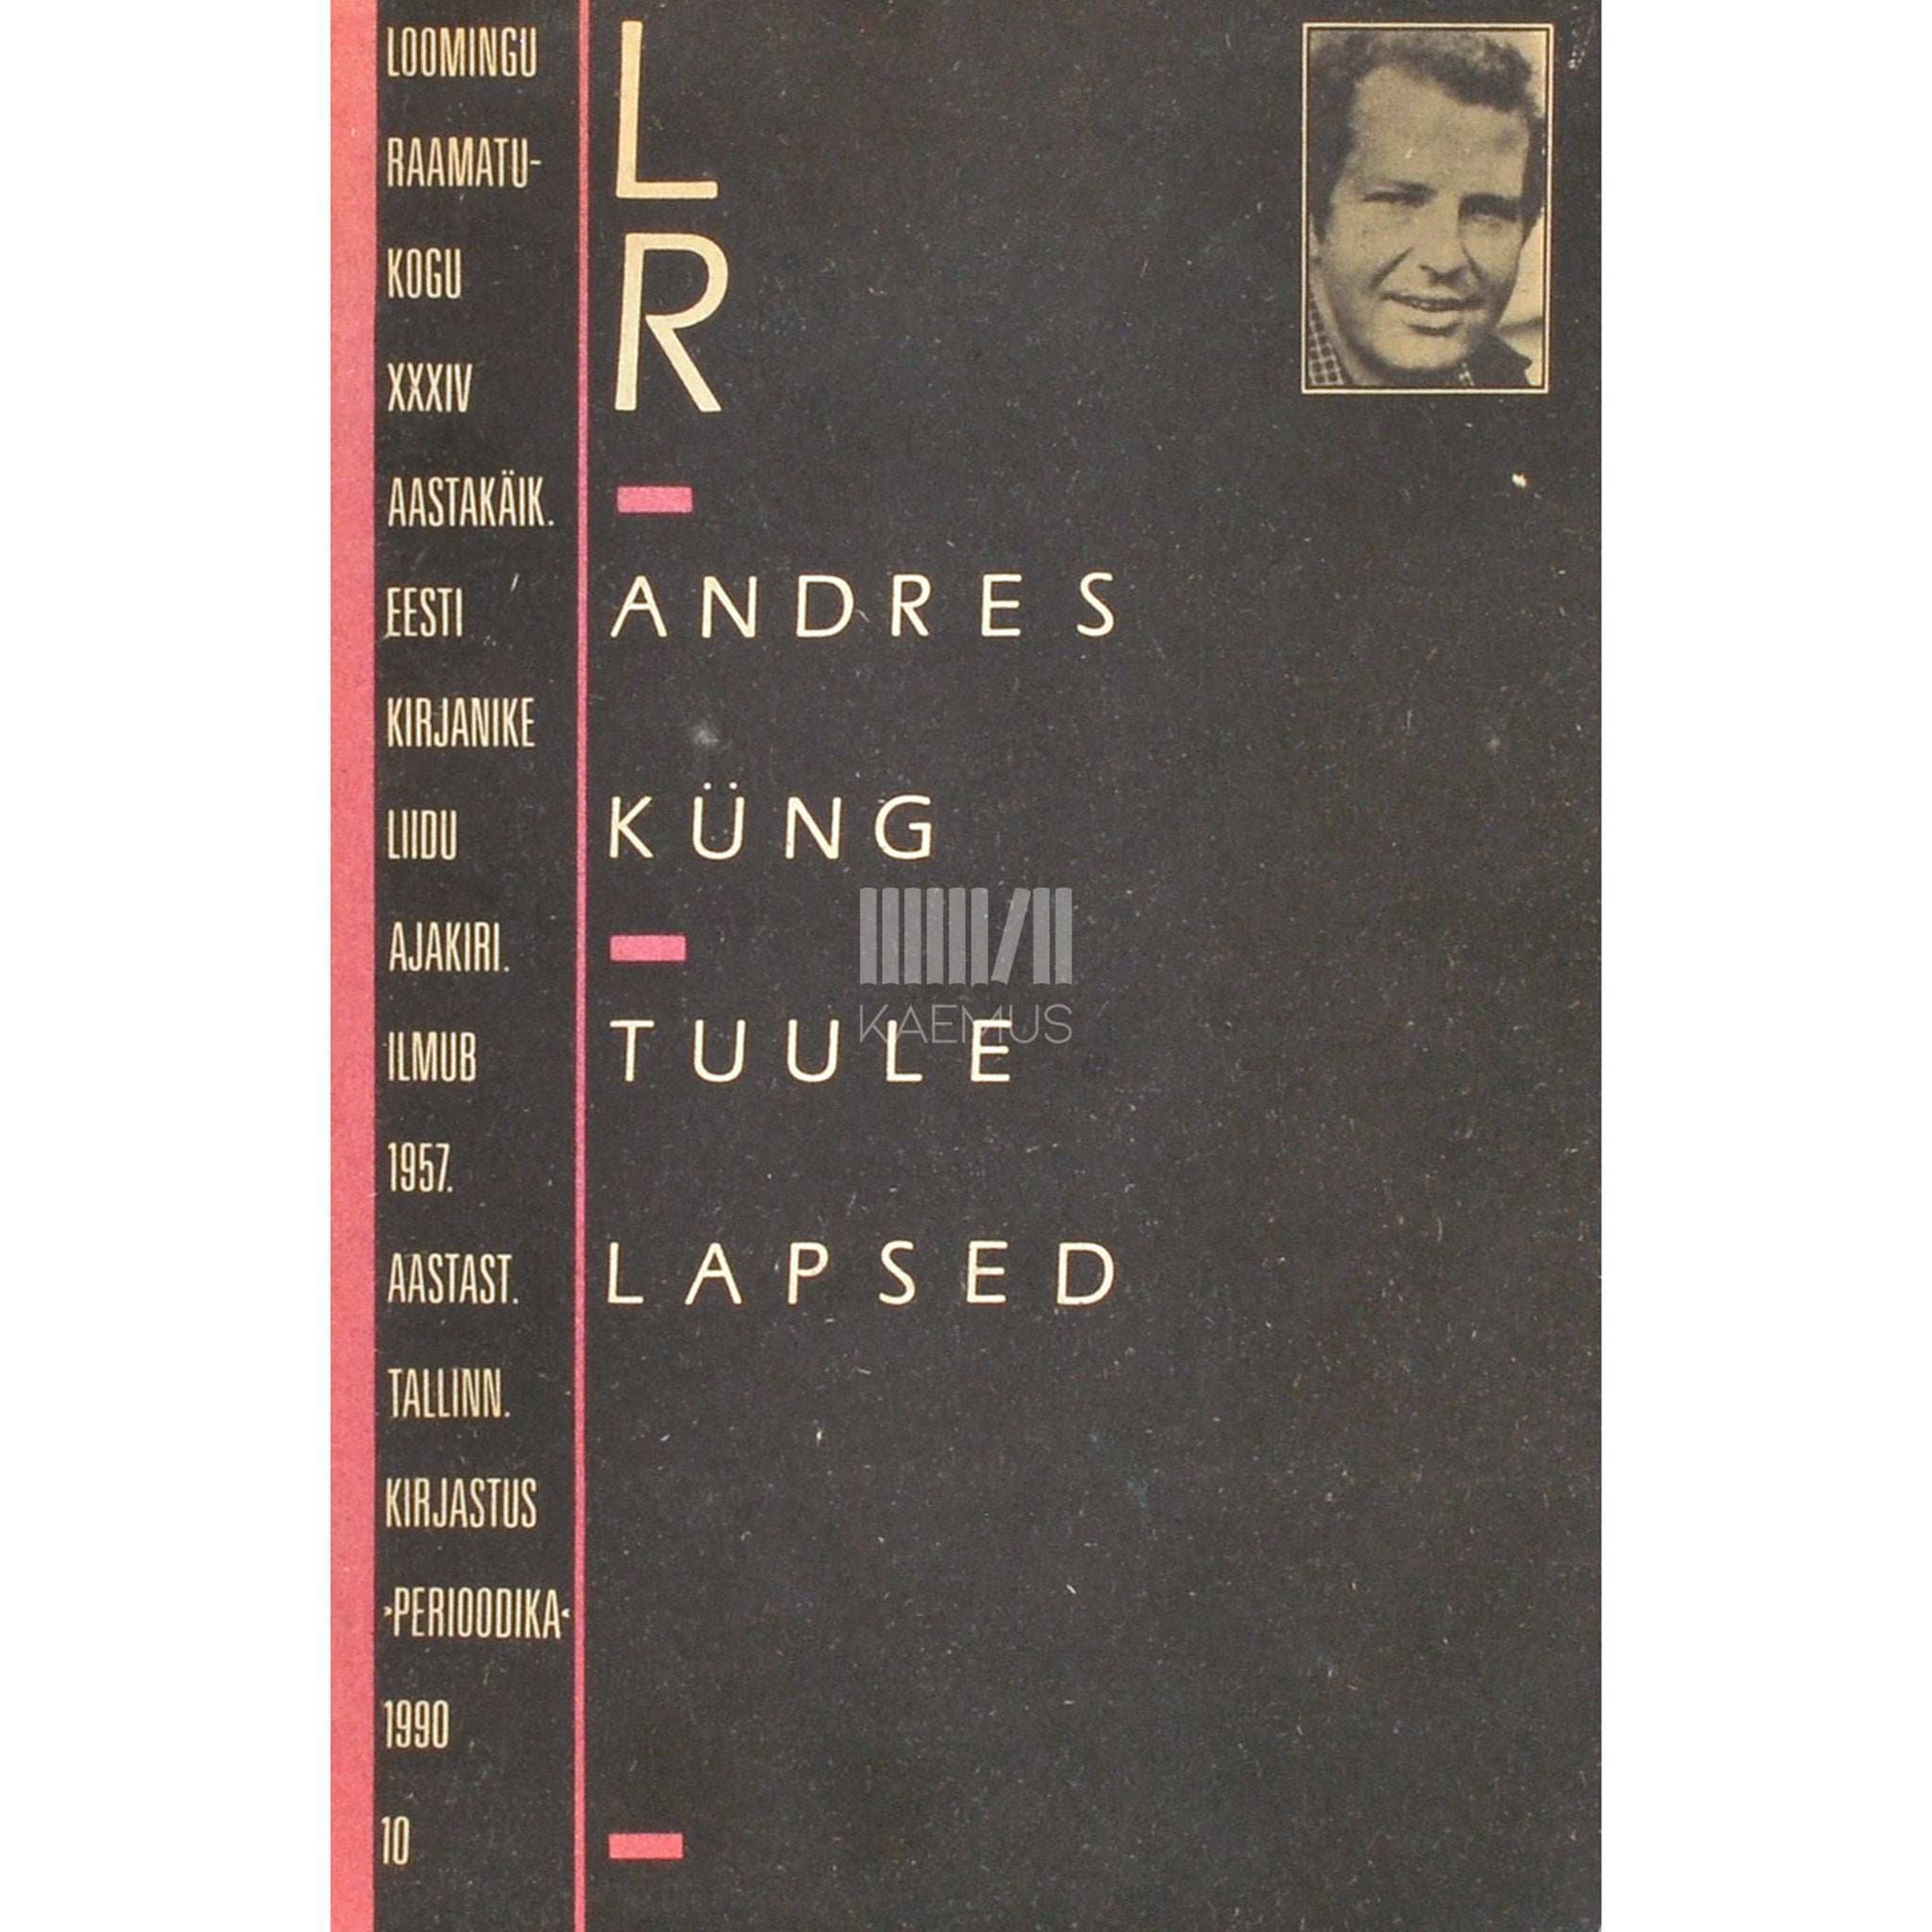 LOOMINGU
RAAMATU-
KOGU
XXXIV
AASTAKÄIK.
EESTI
KIRJANIKE
LIIDU
AJAKIRI.
ILMUB
1957.
AASTAST.
TALLINN.
KIRJASTUS
›PERIOODIKA‹
1990
10
L
R
ANDRES
KÜNG
TUULE
LAPSED
KAEMUS